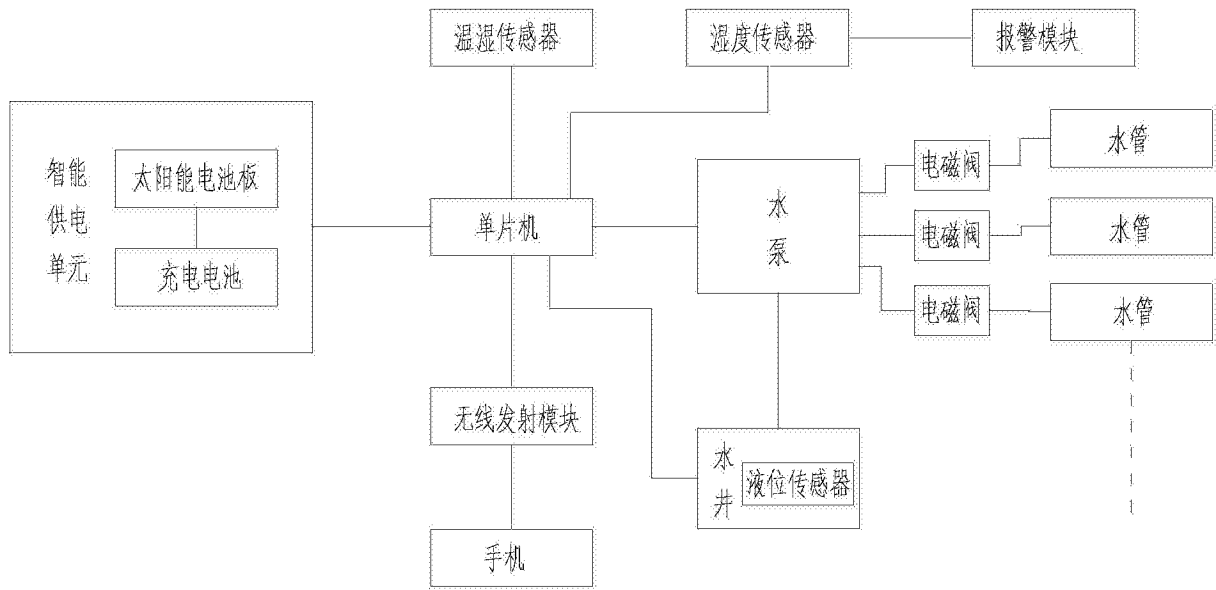 温湿传感器
湿度传感器
报警模块
智能
供电
单元
太阳能电池板
充电电池
单片机
水
泵
电磁阀
水管
电磁阀
水管
电磁阀
水管
无线发射模块
手机
水
井
液位传感器